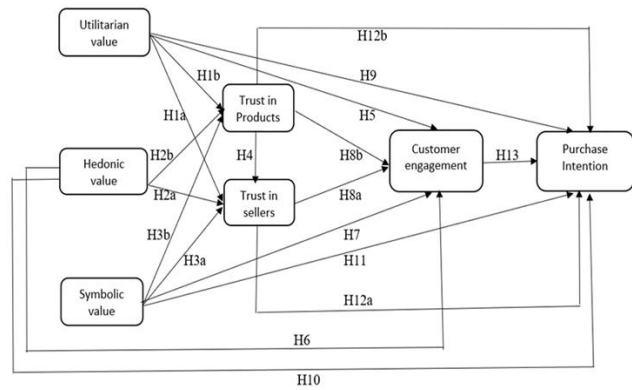 Utilitarian
value
H12b
H9
H1b
Trust in
Products
H5
H1a
Customer
engagement
Purchase
Intention
H13
H2b
H4
H8b
Hedonic
value
H2a
Trust in
sellers
H8a
H3b
H7
H3a
H11
Symbolic
value
H12a
H6
H10